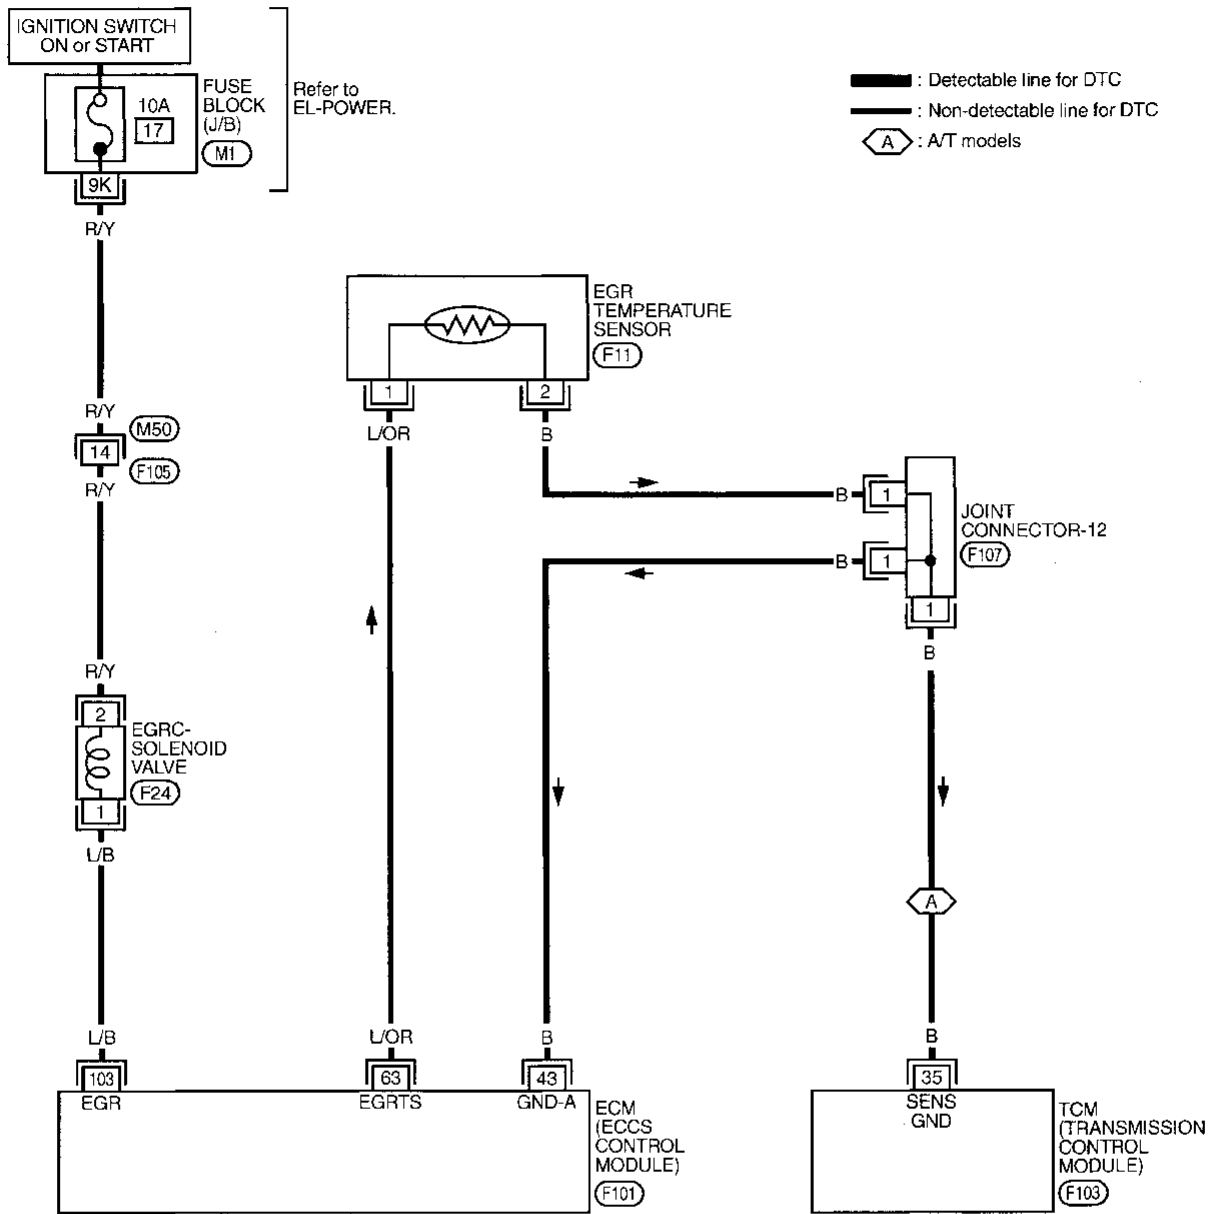 IGNITION SWITCH
ON or START
FUSE
BLOCK
(J/B)
M1
10A
17
9K
Refer to
EL-POWER.
: Detectable line for DTC
: Non-detectable line for DTC
A : A/T models
R/Y
R/Y
14
M50
F105
R/Y
R/Y
2
EGRC-
SOLENOID
VALVE
F24
1
L/B
L/B
EGR
TEMPERATURE
SENSOR
F11
1
2
L/OR
B
B
1
B
1
JOINT
CONNECTOR-12
F107
1
B
A
L/OR
B
B
103
63
43
EGR
EGRTS
GND-A
ECM
(ECCS
CONTROL
MODULE)
F101
35
SENS
GND
TCM
(TRANSMISSION
CONTROL
MODULE)
F103